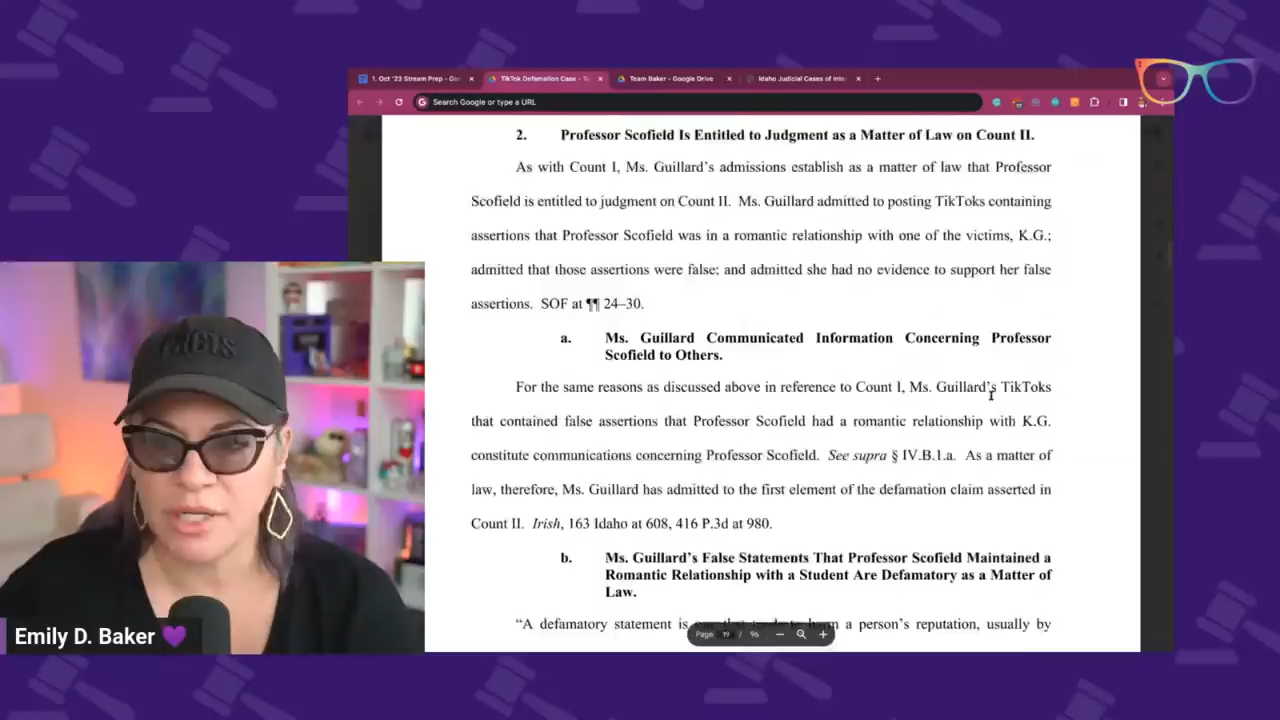 1. Oct '23 Stream Prep - Go
TikTok Defamation Case - T
Team Baker - Google Drive
Idaho Judicial Cases of Inte
Search Google or type a URL
2. Professor Scofield Is Entitled to Judgment as a Matter of Law on Count II.
As with Count I, Ms. Guillard's admissions establish as a matter of law that Professor
Scofield is entitled to judgment on Count II. Ms. Guillard admitted to posting TikToks containing
assertions that Professor Scofield was in a romantic relationship with one of the victims, K.G.;
admitted that those assertions were false; and admitted she had no evidence to support her false
assertions. SOF at ¶¶ 24–30.
a. Ms. Guillard Communicated Information Concerning Professor
Scofield to Others.
For the same reasons as discussed above in reference to Count I, Ms. Guillard's TikToks
that contained false assertions that Professor Scofield had a romantic relationship with K.G.
constitute communications concerning Professor Scofield. See supra § IV.B.1.a. As a matter of
law, therefore, Ms. Guillard has admitted to the first element of the defamation claim asserted in
Count II. Irish, 163 Idaho at 608, 416 P.3d at 980.
b. Ms. Guillard's False Statements That Professor Scofield Maintained a
Romantic Relationship with a Student Are Defamatory as a Matter of
Law.
“A defamatory statement is a person's reputation, usually by
Page 19 / 96
FACTS
Emily D. Baker 💜